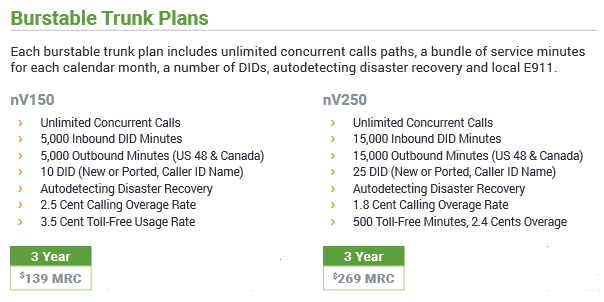 Burstable Trunk Plans
Each burstable trunk plan includes unlimited concurrent calls paths, a bundle of service minutes
for each calendar month, a number of DIDs, autodetecting disaster recovery and local E911.
nV150
› Unlimited Concurrent Calls
› 5,000 Inbound DID Minutes
› 5,000 Outbound Minutes (US 48 & Canada)
› 10 DID (New or Ported, Caller ID Name)
› Autodetecting Disaster Recovery
› 2.5 Cent Calling Overage Rate
› 3.5 Cent Toll-Free Usage Rate
3 Year
$139 MRC
nV250
› Unlimited Concurrent Calls
› 15,000 Inbound DID Minutes
› 15,000 Outbound Minutes (US 48 & Canada)
› 25 DID (New or Ported, Caller ID Name)
› Autodetecting Disaster Recovery
› 1.8 Cent Calling Overage Rate
› 500 Toll-Free Minutes, 2.4 Cents Overage
3 Year
$269 MRC